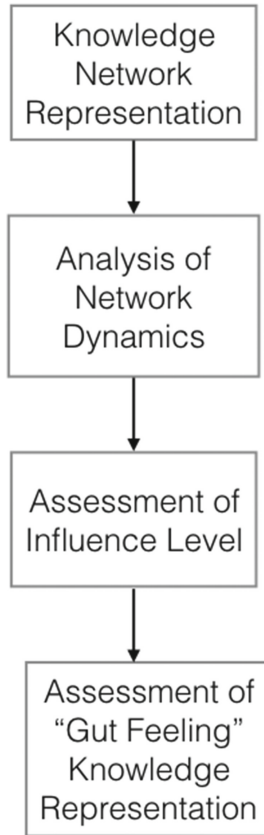 Knowledge
Network
Representation
Analysis of
Network
Dynamics
Assessment of
Influence Level
Assessment of
“Gut Feeling”
Knowledge
Representation